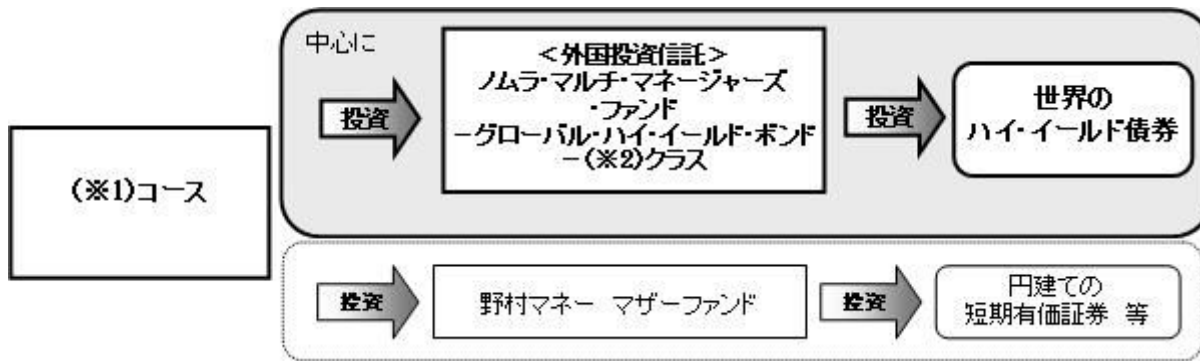 中心に
(※1)コース
投資
＜外国投資信託＞
ノムラ・マルチ・マネージャーズ
・ファンド
－グローバル・ハイ・イールド・ボンド
－(※2)クラス
投資
世界の
ハイ・イールド債券
投資
野村マネー マザーファンド
投資
円建ての
短期有価証券 等